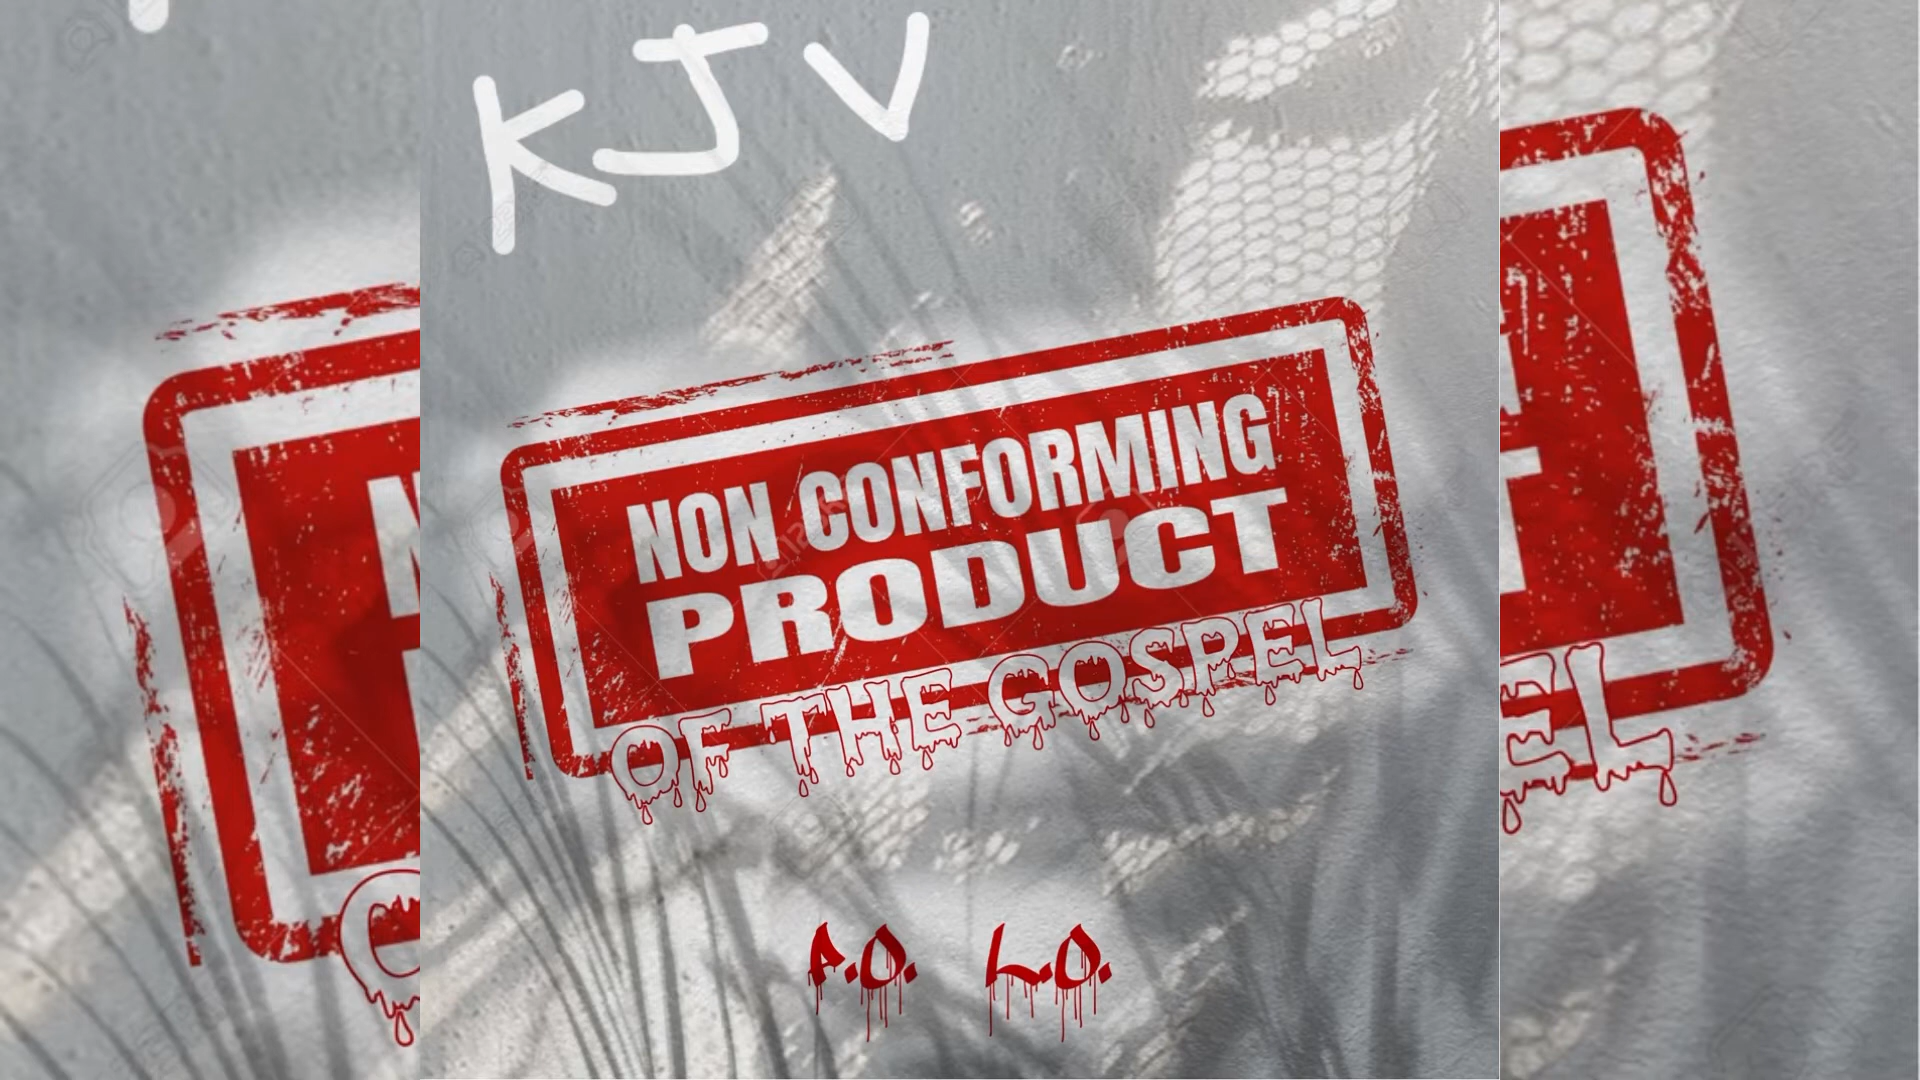 KJV
NON CONFORMING
PRODUCT
OF THE GOSPEL
P.O. L.O.